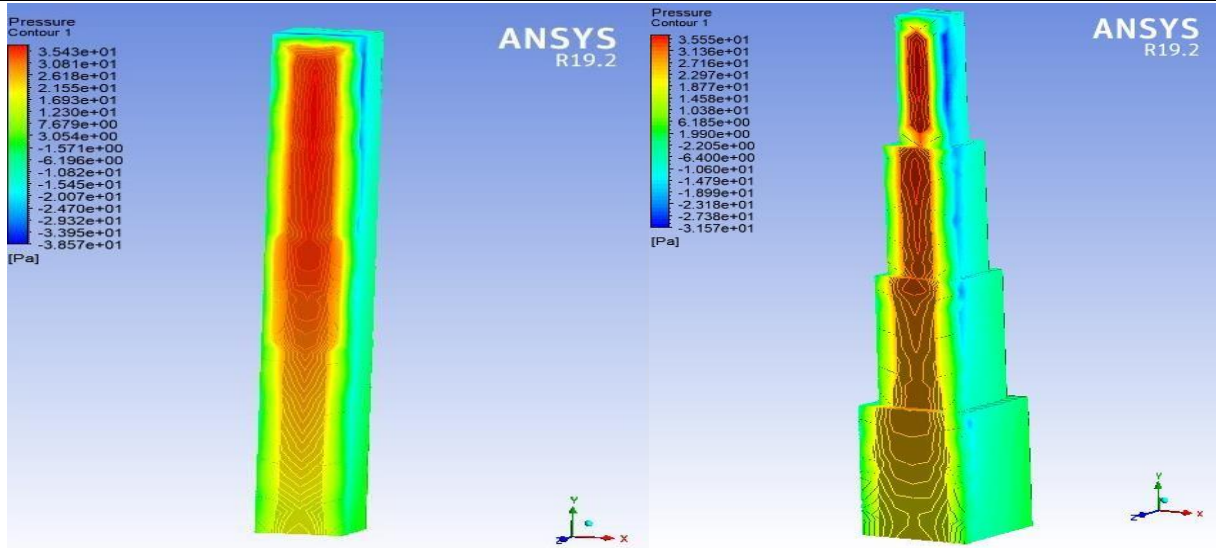 Pressure
Contour 1
3.543e+01
3.081e+01
2.618e+01
2.155e+01
1.693e+01
1.230e+01
7.679e+00
3.054e+00
-1.571e+00
-6.196e+00
-1.082e+01
-1.545e+01
-2.007e+01
-2.470e+01
-2.932e+01
-3.395e+01
-3.857e+01
[Pa]
ANSYS
R19.2
Y
Z
X
Pressure
Contour 1
3.555e+01
3.136e+01
2.716e+01
2.297e+01
1.877e+01
1.458e+01
1.038e+01
6.185e+00
1.990e+00
-2.205e+00
-6.400e+00
-1.060e+01
-1.479e+01
-1.899e+01
-2.318e+01
-2.738e+01
-3.157e+01
[Pa]
ANSYS
R19.2
Y
Z
X